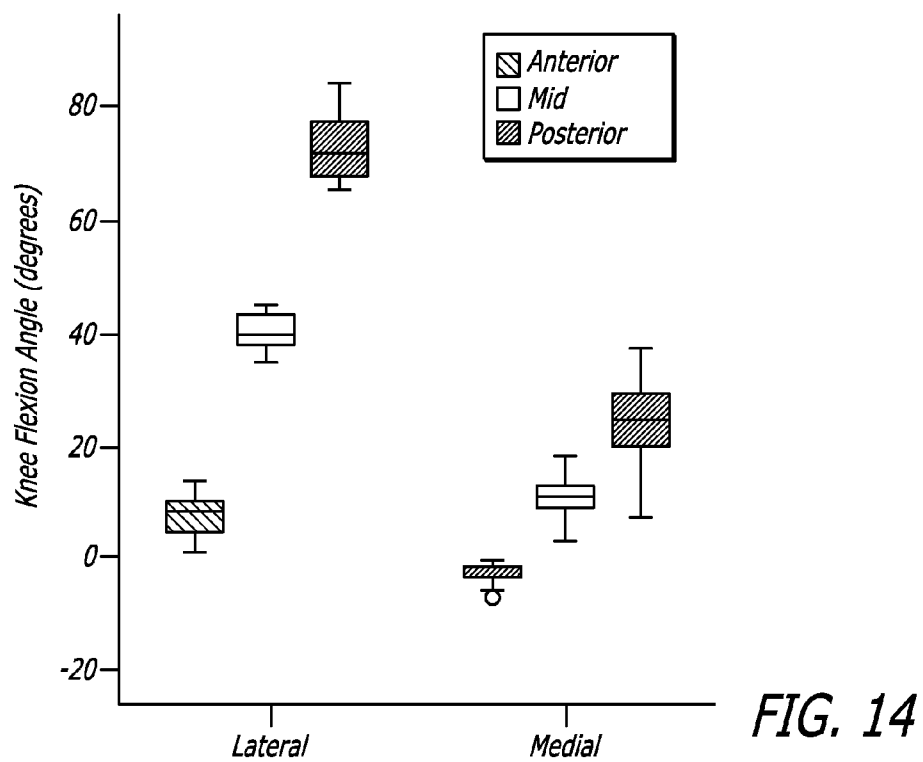 Anterior
Mid
Posterior
Knee Flexion Angle (degrees)
80
60
40
20
0
-20
Lateral
Medial
FIG. 14